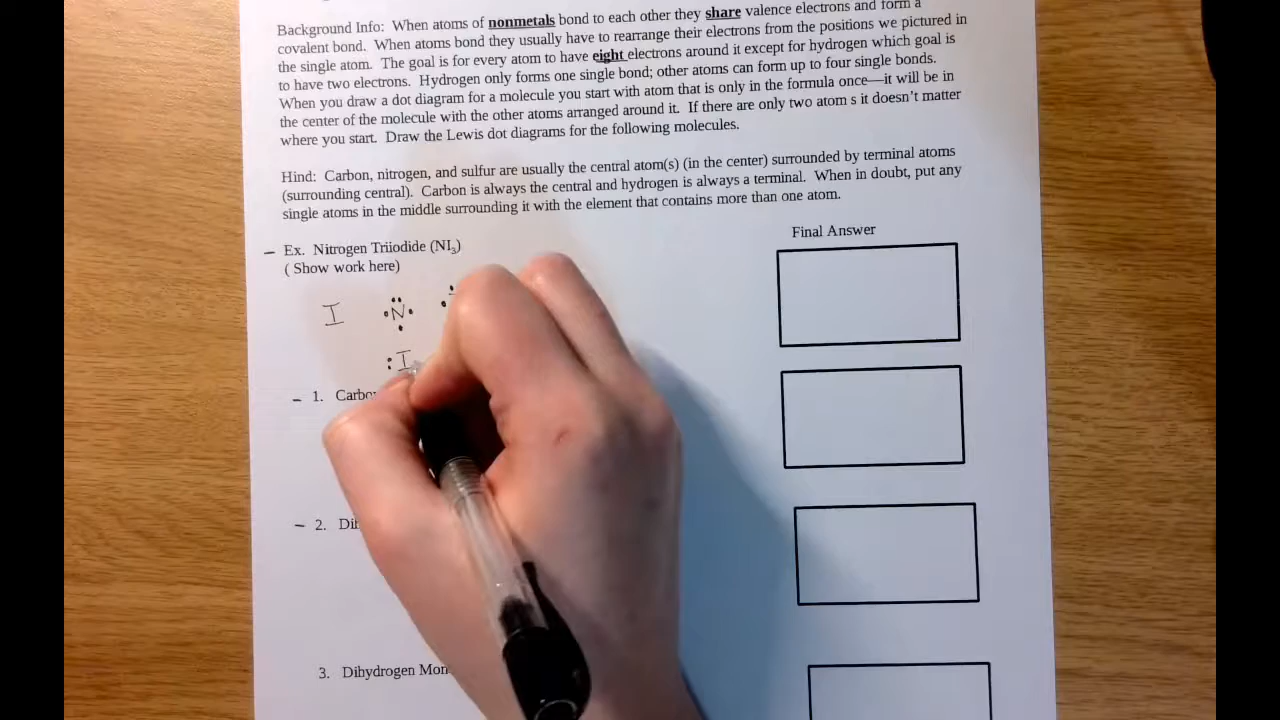 Background Info: When atoms of nonmetals bond to each other they share valence electrons and form a
covalent bond. When atoms bond they usually have to rearrange their electrons from the positions we pictured in
the single atom. The goal is for every atom to have eight electrons around it except for hydrogen which goal is
to have two electrons. Hydrogen only forms one single bond; other atoms can form up to four single bonds.
When you draw a dot diagram for a molecule you start with atom that is only in the formula once—it will be in
the center of the molecule with the other atoms arranged around it. If there are only two atom s it doesn't matter
where you start. Draw the Lewis dot diagrams for the following molecules.
Hind: Carbon, nitrogen, and sulfur are usually the central atom(s) (in the center) surrounded by terminal atoms
(surrounding central). Carbon is always the central and hydrogen is always a terminal. When in doubt, put any
single atoms in the middle surrounding it with the element that contains more than one atom.
Final Answer
– Ex. Nitrogen Triiodide (NI3)
( Show work here)
I N
I
– 1.
– 2.
3. Dihydrogen